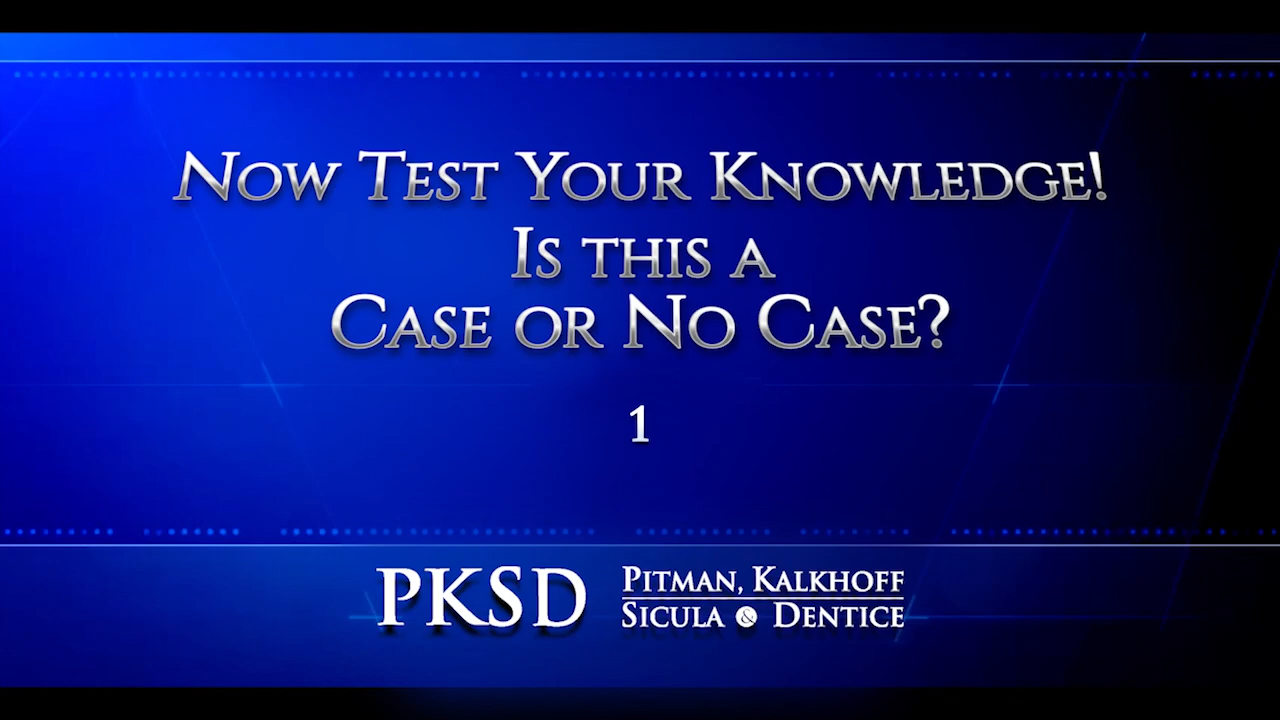 Now Test Your Knowledge!
Is this a
Case or No Case?
1
PKSD
Pitman, Kalkhoff
Sicula & Dentice